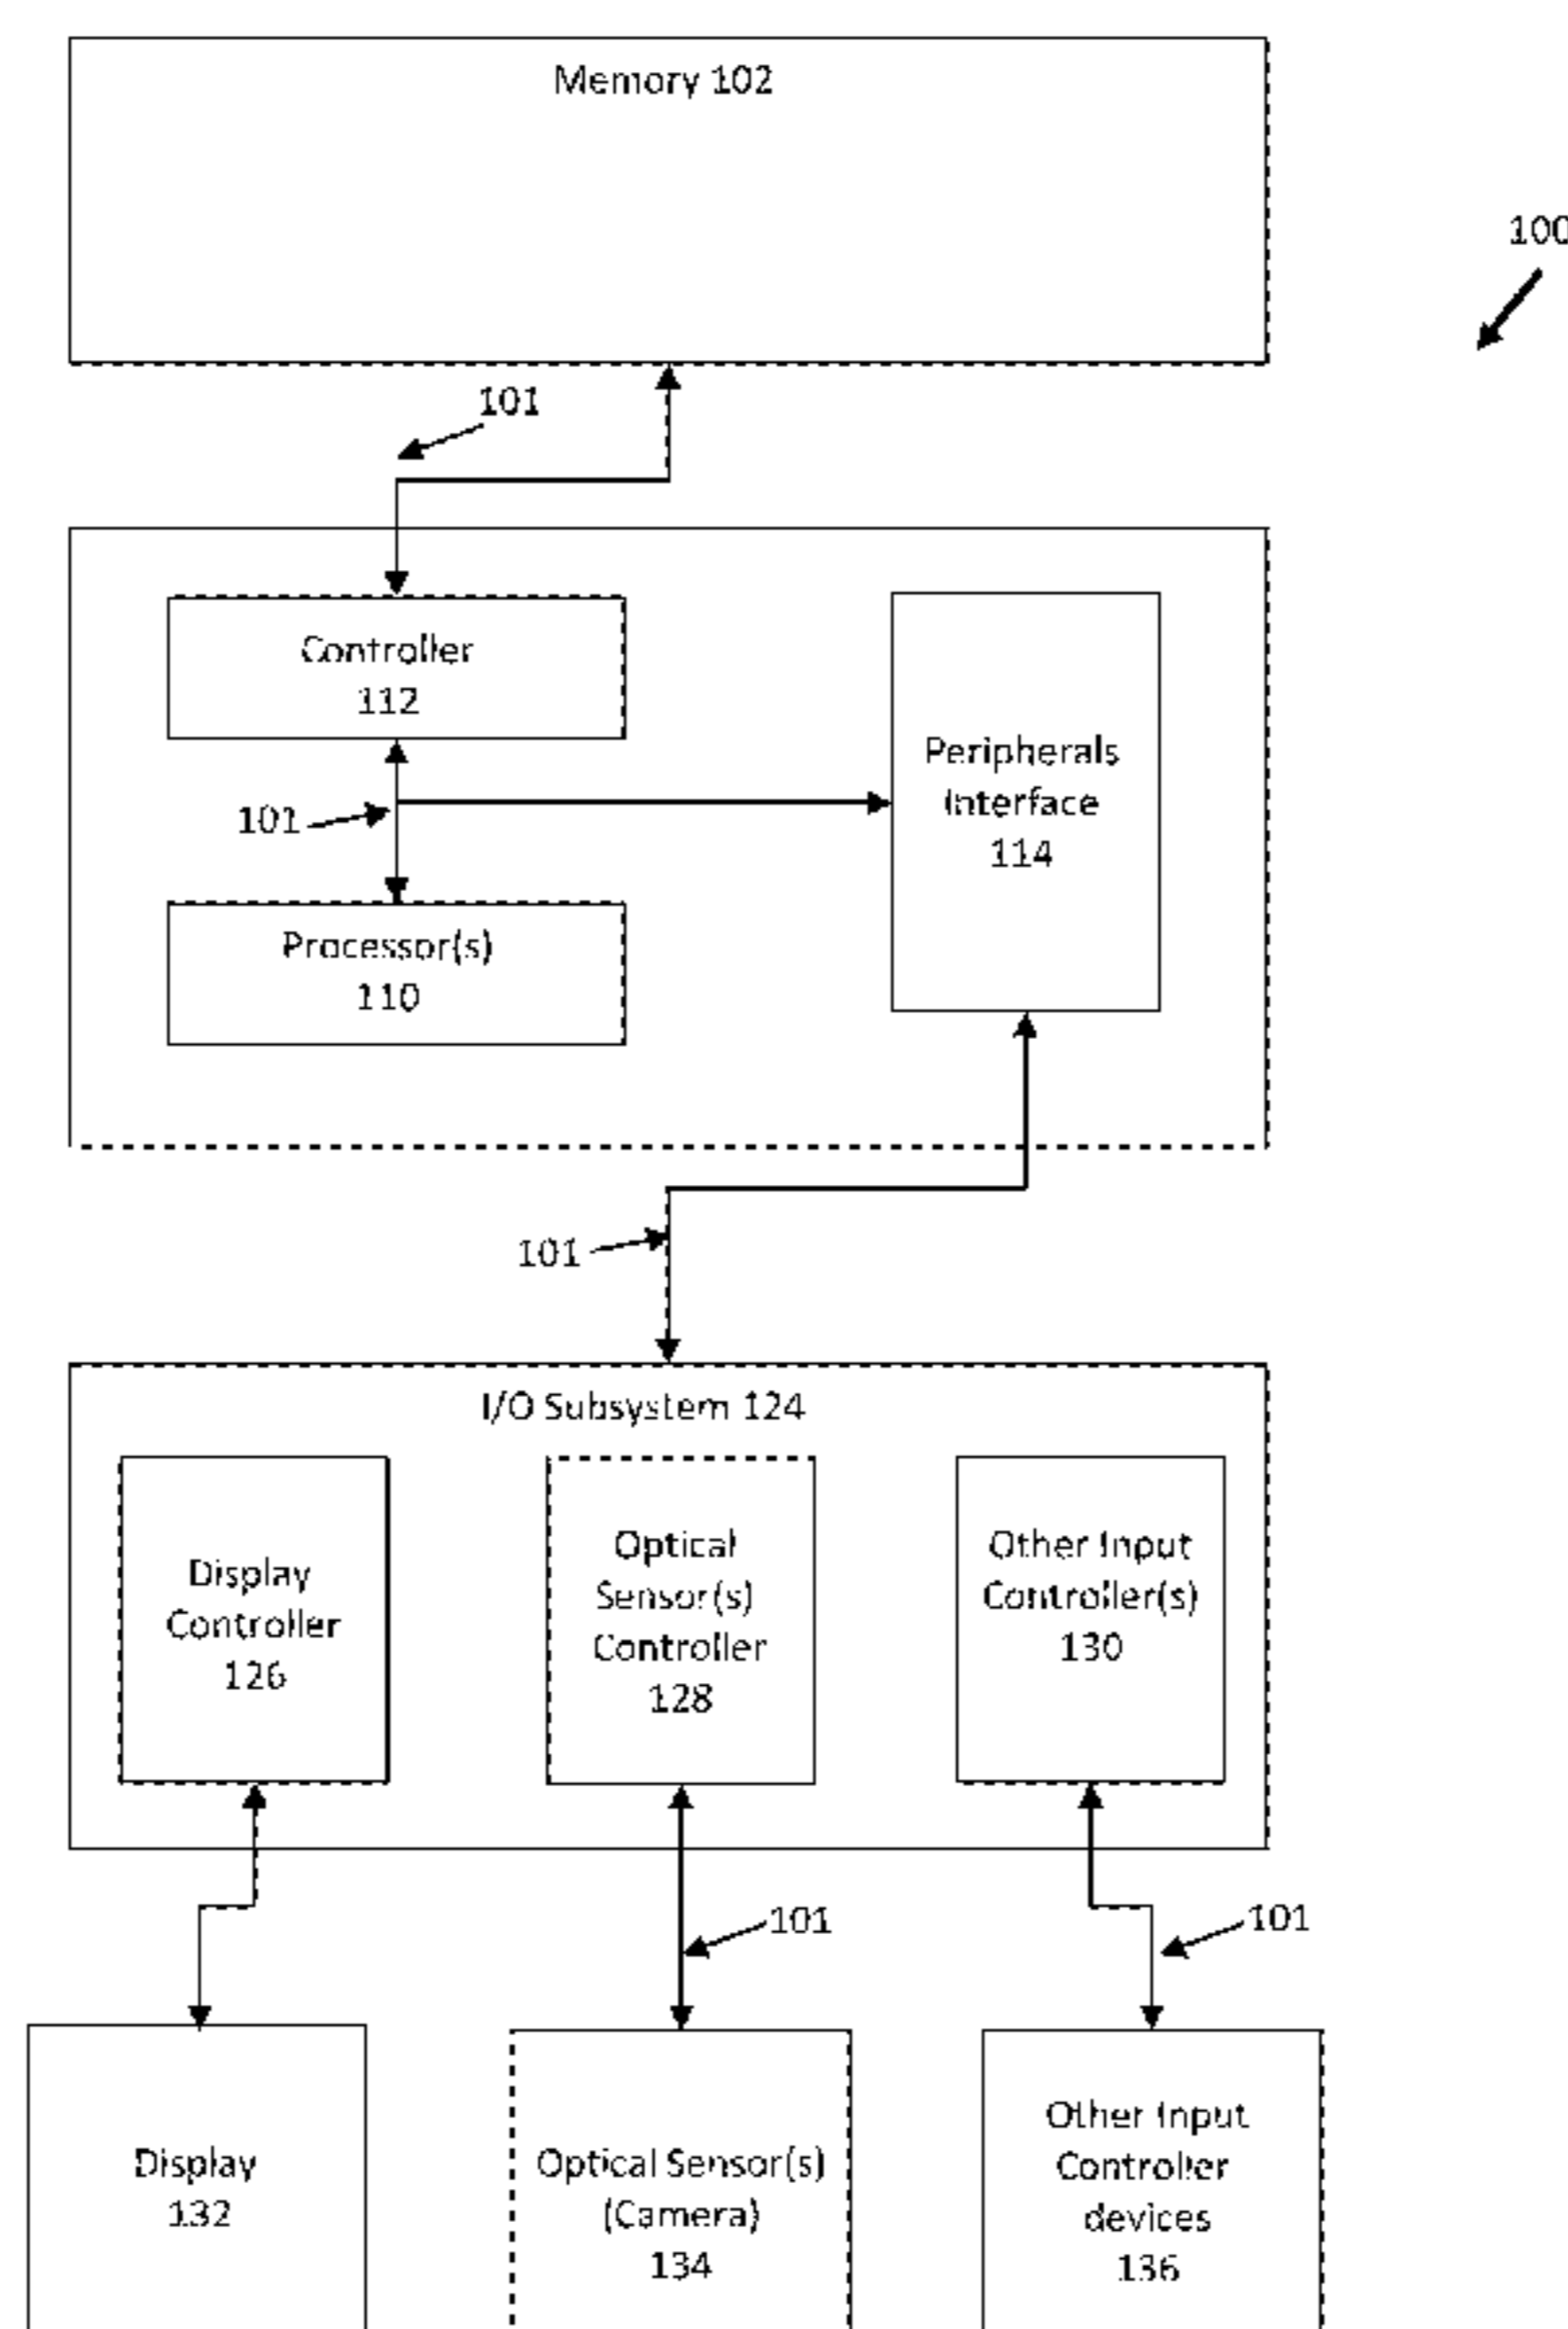 Memory 102
100
101
Controller
112
Peripherals
Interface
114
101
Processor(s)
110
101
I/O Subsystem 124
Display
Controller
126
Optical
Sensor(s)
Controller
128
Other Input
Controller(s)
130
101
101
Display
132
Optical Sensor(s)
(Camera)
134
Other Input
Controller
devices
136